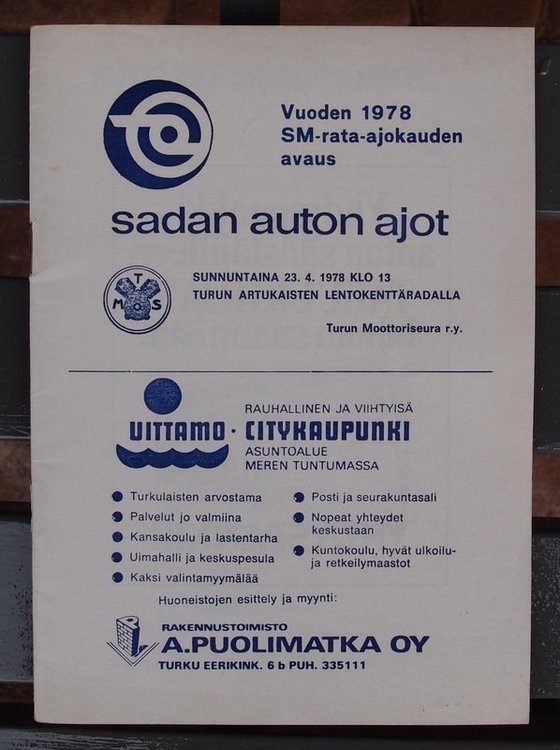 Vuoden 1978
SM-rata-ajokauden
avaus
sadan auton ajot
T
M O S
SUNNUNTAINA 23. 4. 1978 KLO 13
TURUN ARTUKAISTEN LENTOKENTTÄRADALLA
Turun Moottoriseura r.y.
RAUHALLINEN JA VIIHTYISÄ
UITTAMO · CITYKAUPUNKI
ASUNTOALUE
MEREN TUNTUMASSA
Turkulaisten arvostama
Palvelut jo valmiina
Kansakoulu ja lastentarha
Uimahalli ja keskuspesula
Kaksi valintamyymälää
Posti ja seurakuntasali
Nopeat yhteydet
keskustaan
Kuntokoulu, hyvät ulkoilu-
ja retkeilymaastot
Huoneistojen esittely ja myynti:
RAKENNUSTOIMISTO
A.PUOLIMATKA OY
TURKU EERIKINK. 6 b PUH. 335111